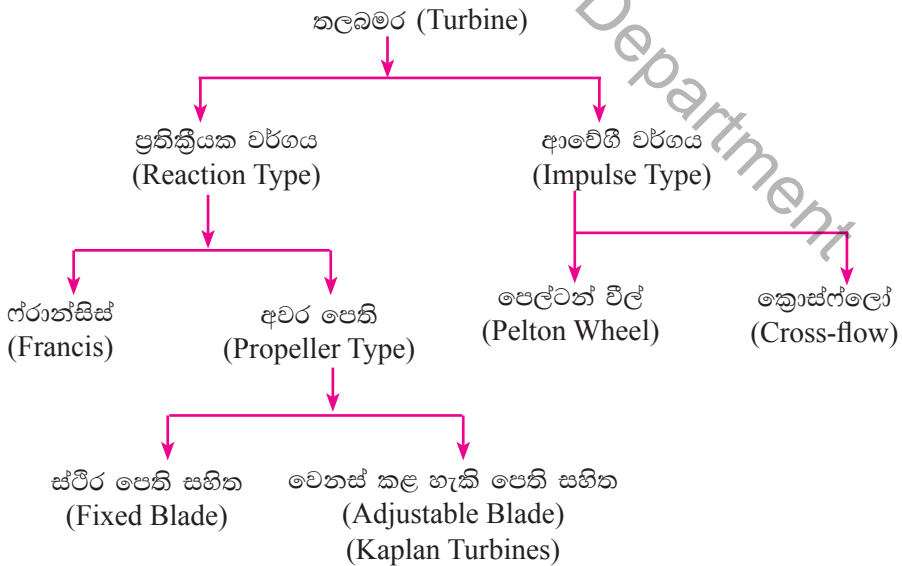 තලබමර (Turbine)
Department
ප්‍රතික්‍රීයක වර්ගය
(Reaction Type)
ආවේගී වර්ගය
(Impulse Type)
ෆ්රාන්සිස්
(Francis)
අවර පෙති
(Propeller Type)
පෙල්ටන් වීල්
(Pelton Wheel)
ක්‍රොස්ෆ්ලෝ
(Cross-flow)
ස්ථිර පෙති සහිත
(Fixed Blade)
වෙනස් කළ හැකි පෙති සහිත
(Adjustable Blade)
(Kaplan Turbines)